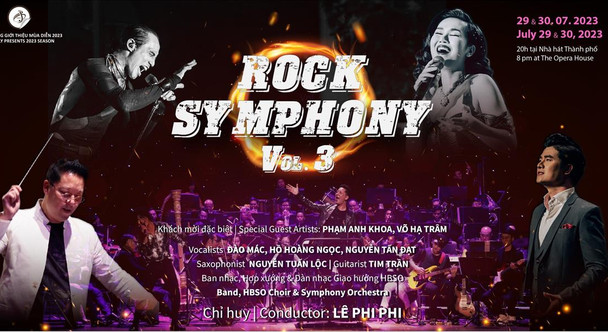 NG GIỚI THIỆU MÙA DIỄN 2023
PRESENTS 2023 SEASON
29 & 30, 07. 2023
July 29 & 30, 2023
20h tại Nhà hát Thành phố
8 pm at The Opera House
ROCK
SYMPHONY
VOL. 3
Khách mời đặc biệt | Special Guest Artists: PHẠM ANH KHOA, VÕ HẠ TRÂM
Vocalists ĐÀO MÁC, HỒ HOÀNG NGỌC, NGUYỄN TẤN ĐẠT
Saxophonist NGUYỄN TUẤN LỘC | Guitarist TIM TRẦN
Ban nhạc, Hợp xướng & Dàn nhạc Giao hưởng HBSO
Band, HBSO Choir & Symphony Orchestra
Chỉ huy | Conductor: LÊ PHI PHI